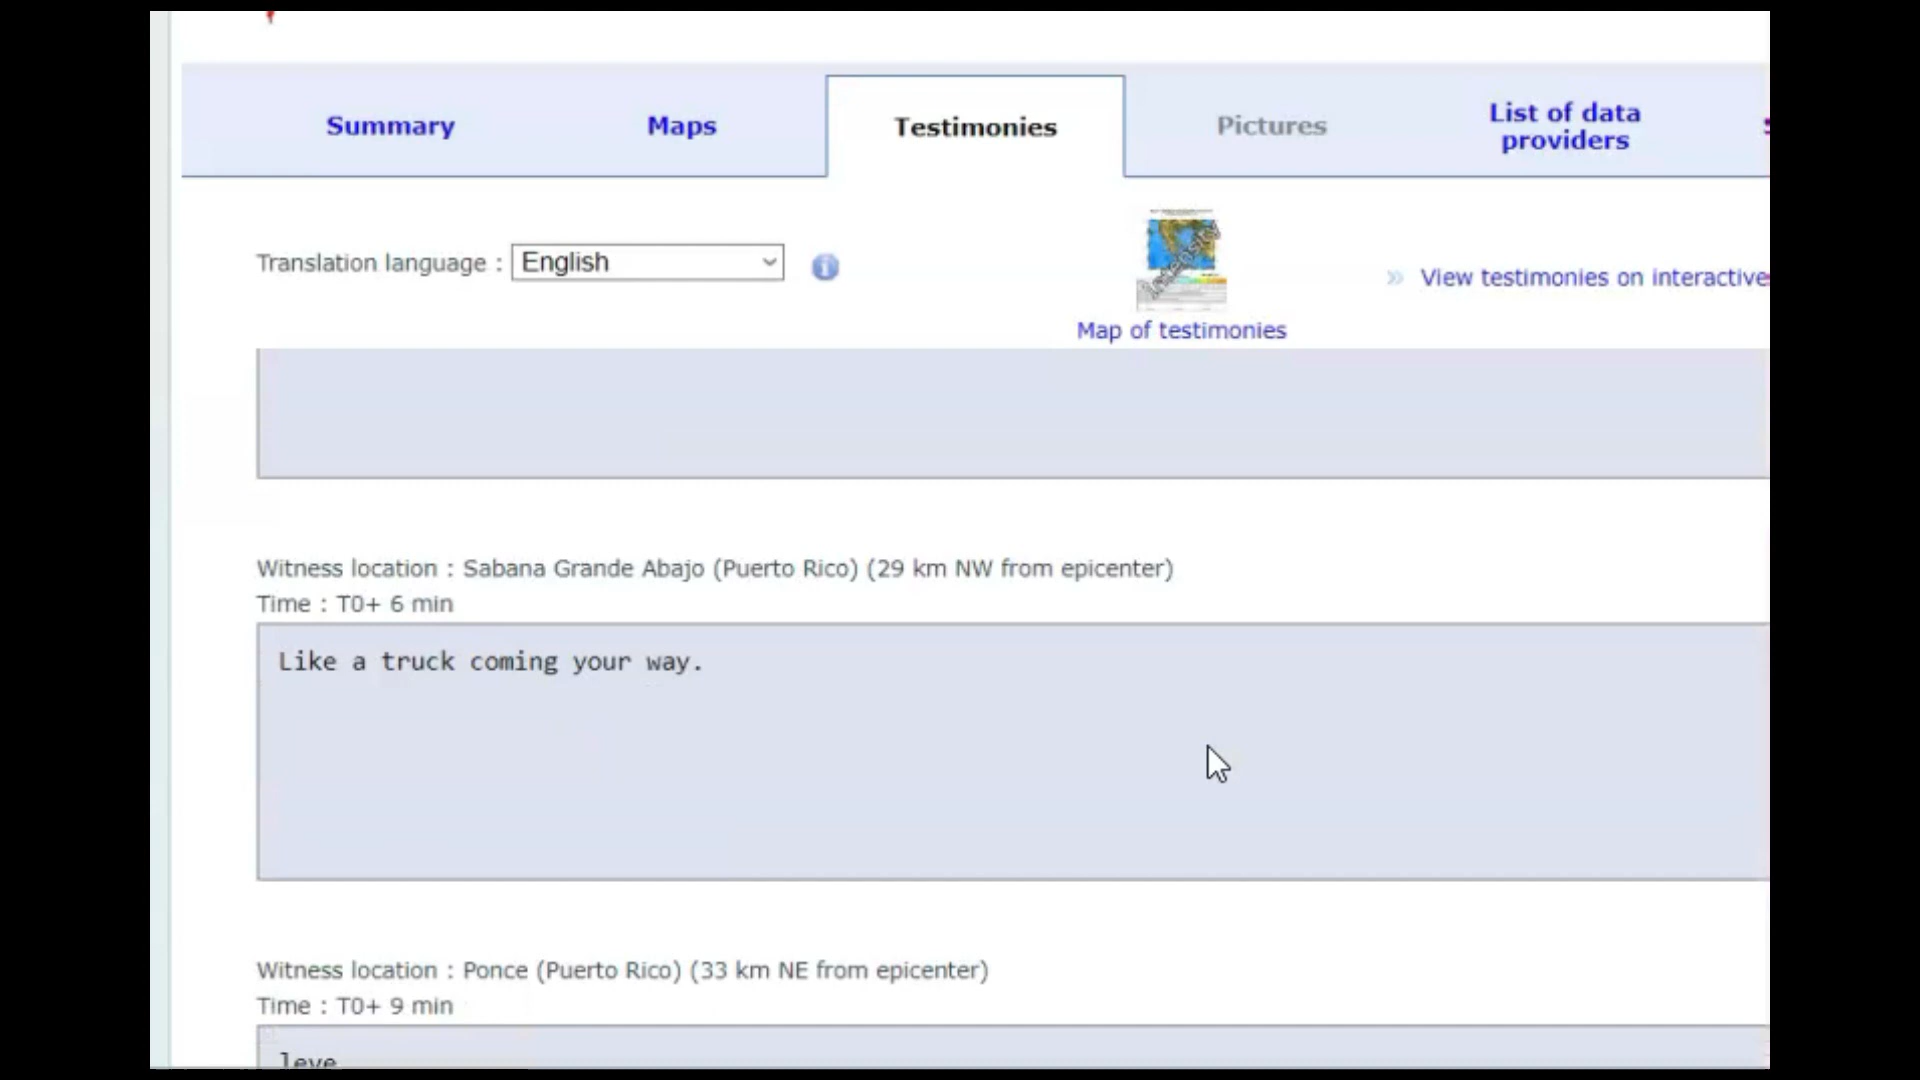 Summary
Maps
Testimonies
Pictures
List of data
providers
Translation language :
English
Map of testimonies
» View testimonies on interactive
Witness location : Sabana Grande Abajo (Puerto Rico) (29 km NW from epicenter)
Time : T0+ 6 min
Like a truck coming your way.
Witness location : Ponce (Puerto Rico) (33 km NE from epicenter)
Time : T0+ 9 min
leve